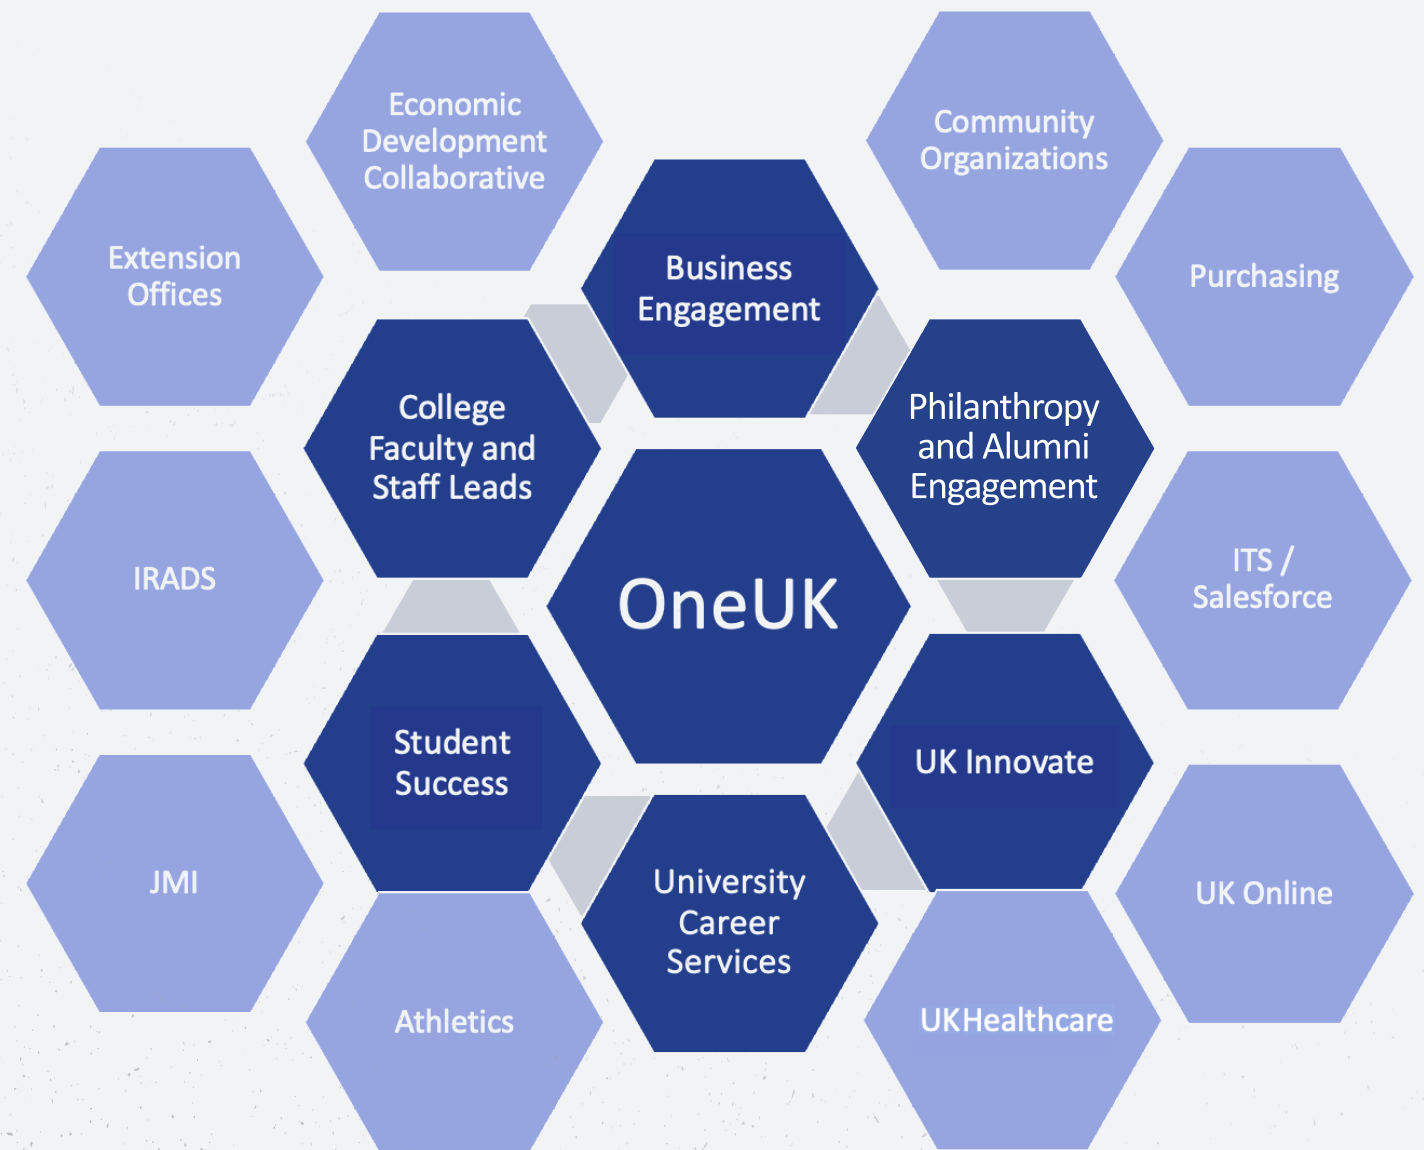 Economic
Development
Collaborative
Community
Organizations
Extension
Offices
Business
Engagement
Purchasing
College
Faculty and
Staff Leads
Philanthropy
and Alumni
Engagement
IRADS
OneUK
ITS /
Salesforce
Student
Success
UK Innovate
JMI
University
Career
Services
UK Online
Athletics
UKHealthcare